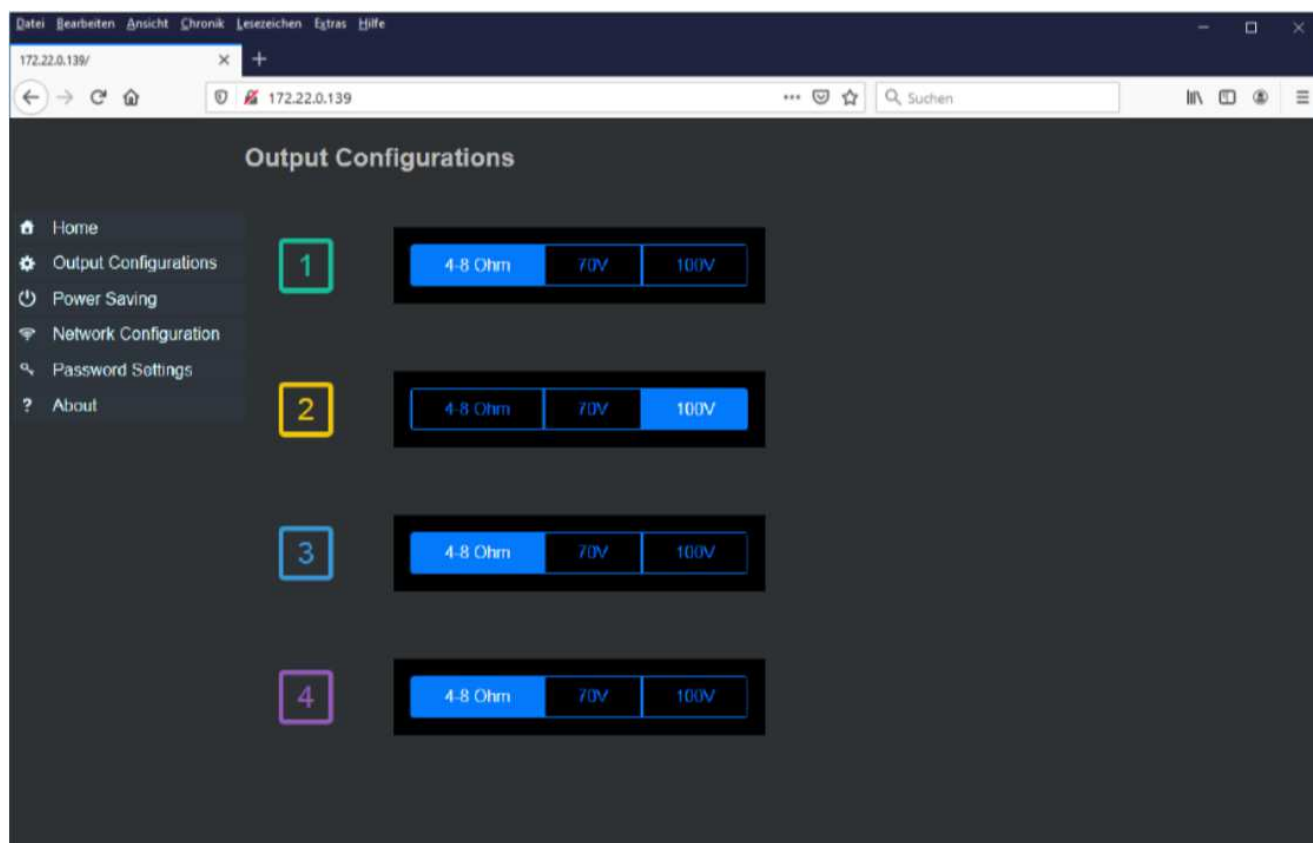 Datei Bearbeiten Ansicht Chronik Lesezeichen Extras Hilfe
172.22.0.139/
172.22.0.139
Suchen
Output Configurations
Home
Output Configurations
Power Saving
Network Configuration
Password Settings
? About
1 4-8 Ohm 70V 100V
2 4-8 Ohm 70V 100V
3 4-8 Ohm 70V 100V
4 4-8 Ohm 70V 100V